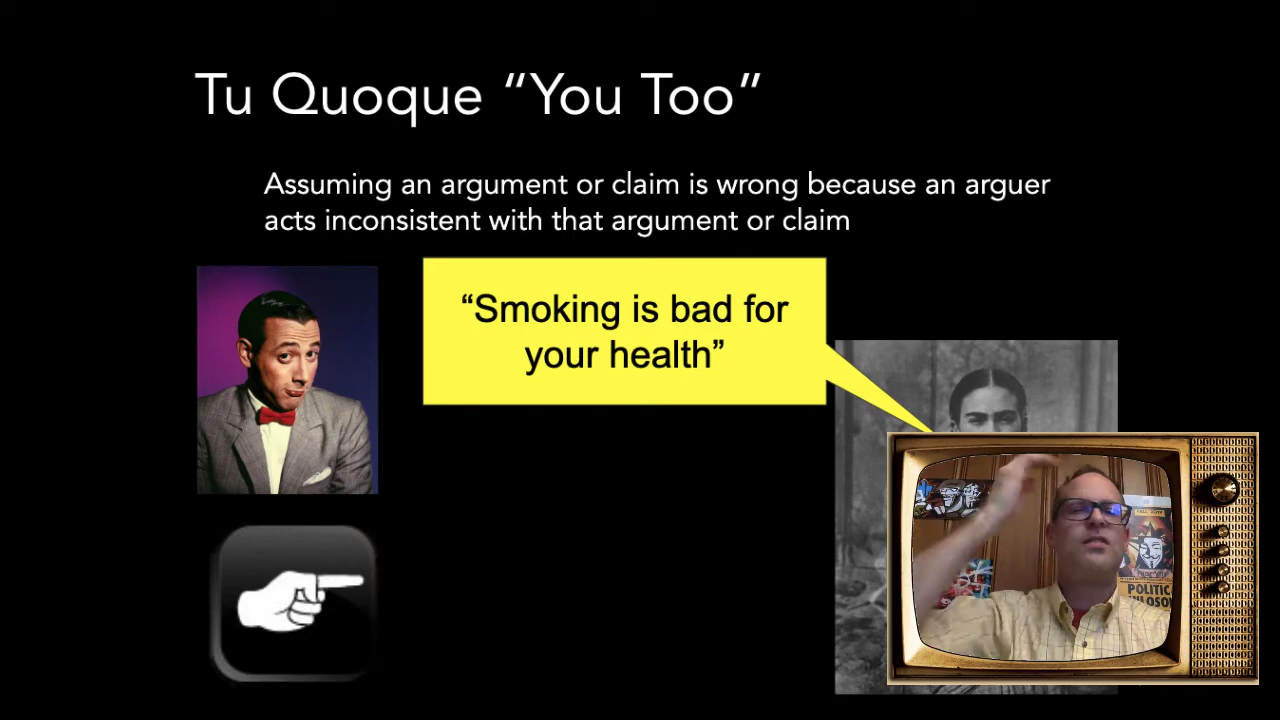 Tu Quoque “You Too”
Assuming an argument or claim is wrong because an arguer
acts inconsistent with that argument or claim
“Smoking is bad for
your health”
POLITIC